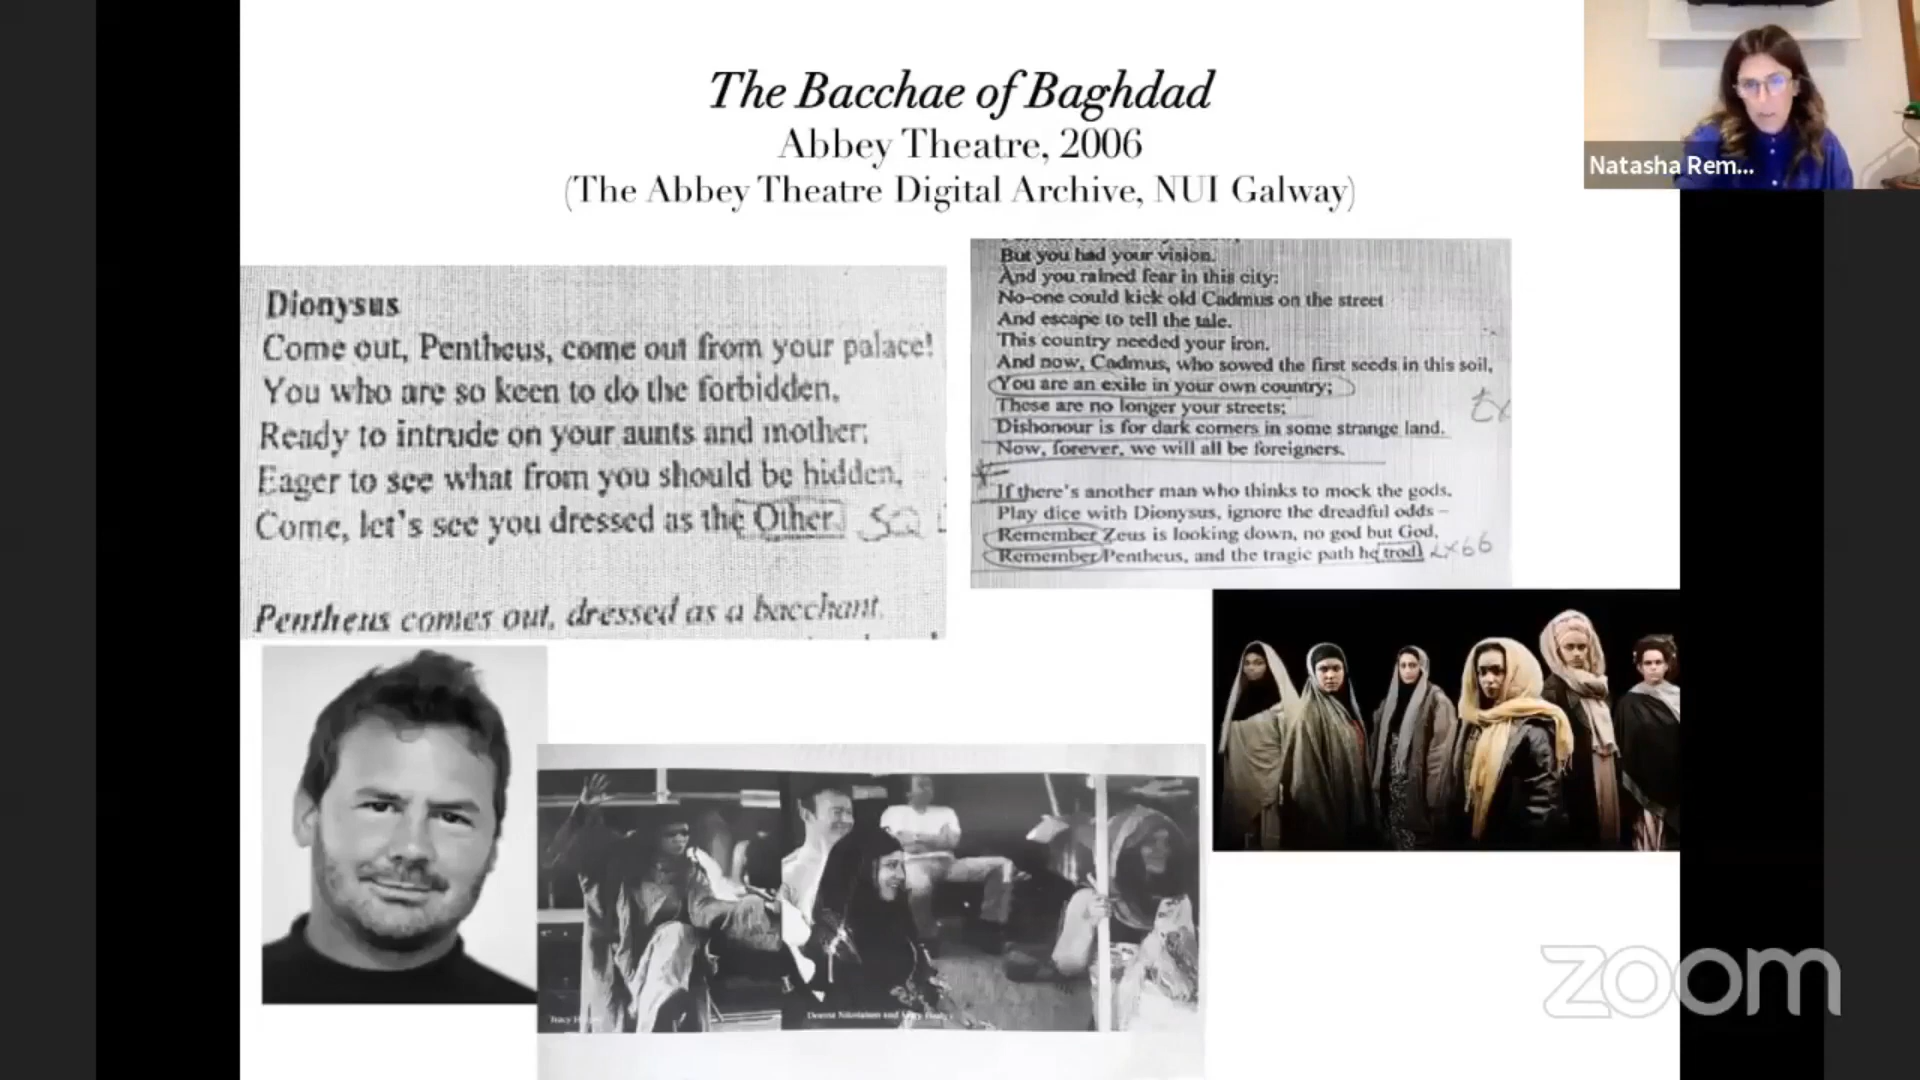 The Bacchae of Baghdad
Abbey Theatre, 2006
(The Abbey Theatre Digital Archive, NUI Galway)
Natasha Rem...
Dionysus
Come out, Pentheus, come out from your palace!
You who are so keen to do the forbidden,
Ready to intrude on your aunts and mother;
Eager to see what from you should be hidden,
Come, let's see you dressed as the Other.
SQ
Pentheus comes out, dressed as a bacchant.
But you had your vision.
And you rained fear in this city:
No-one could kick old Cadmus on the street
And escape to tell the tale.
This country needed your iron.
And now, Cadmus, who sowed the first seeds in this soil,
You are an exile in your own country;
These are no longer your streets;
Dishonour is for dark corners in some strange land.
Now, forever, we will all be foreigners.
If there's another man who thinks to mock the gods,
Play dice with Dionysus, ignore the dreadful odds –
Remember Zeus is looking down, no god but God,
Remember Pentheus, and the tragic path he trod.
Donna Nikolaisen and
zoom